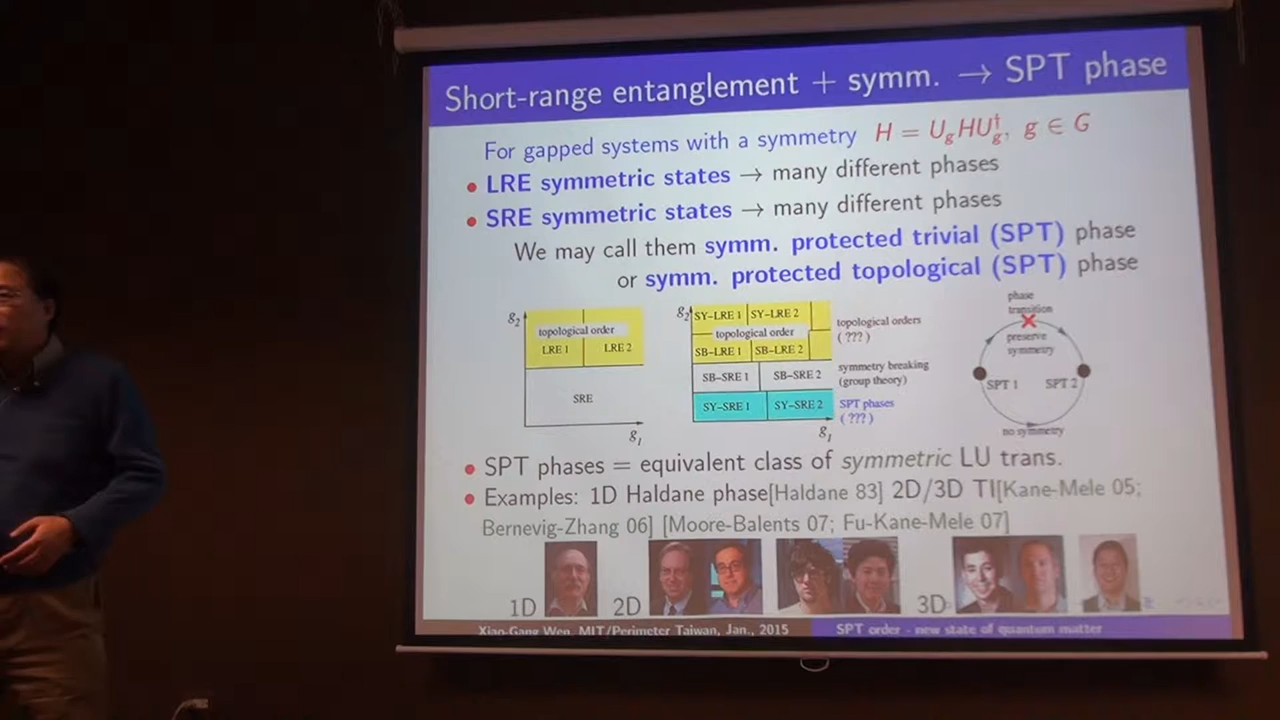 Short-range entanglement + symm. → SPT phase
For gapped systems with a symmetry H = U_g H U_g^†, g ∈ G
• LRE symmetric states → many different phases
• SRE symmetric states → many different phases
We may call them symm. protected trivial (SPT) phase
or symm. protected topological (SPT) phase
g₂
topological order
LRE 1 LRE 2
SRE
g₁
g₂
SY–LRE 1 SY–LRE 2
topological order
SB–LRE 1 SB–LRE 2
SB–SRE 1 SB–SRE 2
SY–SRE 1 SY–SRE 2
g₁
topological orders
( ??? )
symmetry breaking
(group theory)
SPT phases
( ??? )
phase
transition
preserve
symmetry
SPT 1 SPT 2
no symmetry
• SPT phases = equivalent class of symmetric LU trans.
• Examples: 1D Haldane phase[Haldane 83] 2D/3D TI[Kane-Mele 05;
Bernevig-Zhang 06] [Moore-Balents 07; Fu-Kane-Mele 07]
1D 2D 3D
Xiao-Gang Wen, MIT/Perimeter Taiwan, Jan., 2015 SPT order - new state of quantum matter